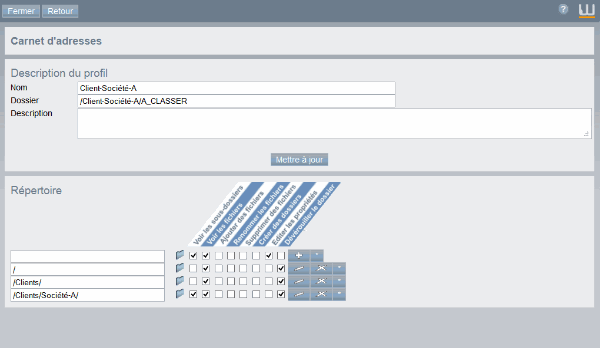 Fermer Retour ?
Carnet d'adresses
Description du profil
Nom Client-Société-A
Dossier /Client-Société-A/A_CLASSER
Description
Mettre à jour
Répertoire
Voir les sous-dossiers
Voir les fichiers
Ajouter des fichiers
Renommer les fichiers
Supprimer des fichiers
Créer des dossiers
Editer les propriétés
Déverouiller le dossier
/
/Clients/
/Clients/Société-A/